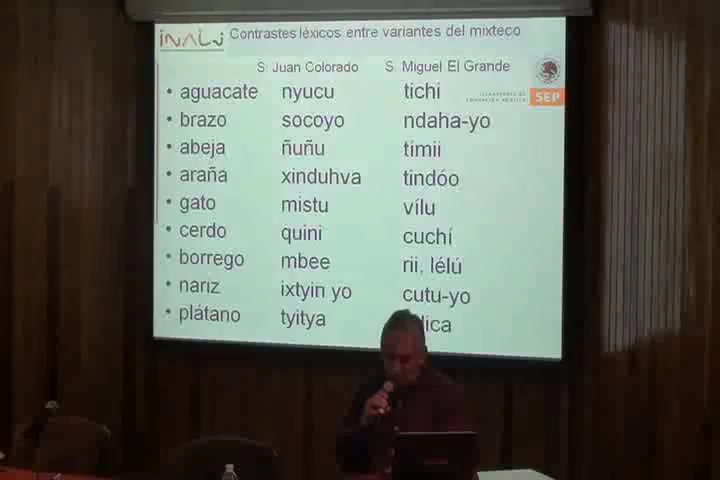 INALI
Contrastes léxicos entre variantes del mixteco
S. Juan Colorado S. Miguel El Grande
• aguacate nyucu tichi
SEP
• brazo socoyo ndaha-yo
• abeja ñuñu timii
• araña xinduhva tindóo
• gato mistu vílu
• cerdo quini cuchí
• borrego mbee rii, lélú
• nariz ixtyin yo cutu-yo
• plátano tyitya